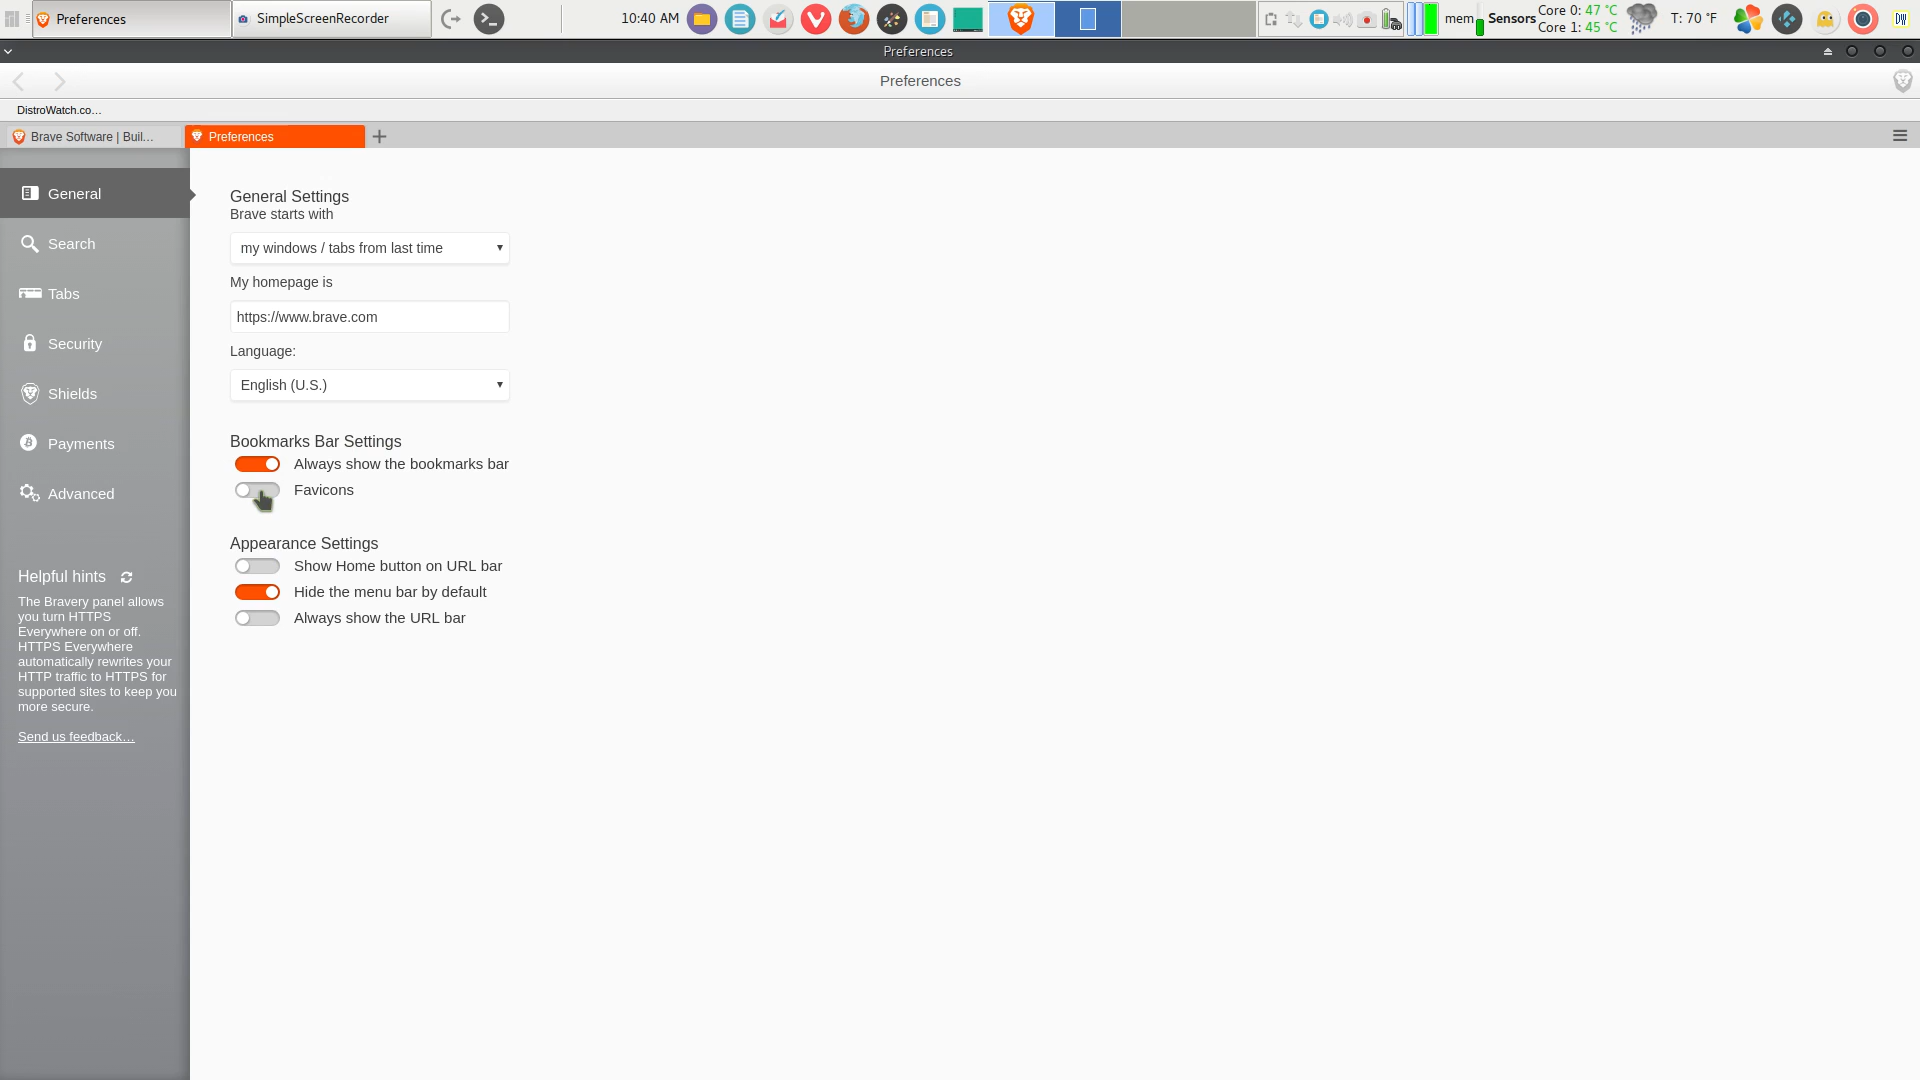 Preferences
SimpleScreenRecorder
10:40 AM
mem
Sensors
Core 0: 47 °C
Core 1: 45 °C
T: 70 °F
DW
Preferences
Preferences
DistroWatch.co...
Brave Software | Buil...
Preferences
General
Search
Tabs
Security
Shields
Payments
Advanced
Helpful hints
The Bravery panel allows
you turn HTTPS
Everywhere on or off.
HTTPS Everywhere
automatically rewrites your
HTTP traffic to HTTPS for
supported sites to keep you
more secure.
Send us feedback...
General Settings
Brave starts with
my windows / tabs from last time
My homepage is
https://www.brave.com
Language:
English (U.S.)
Bookmarks Bar Settings
Always show the bookmarks bar
Favicons
Appearance Settings
Show Home button on URL bar
Hide the menu bar by default
Always show the URL bar